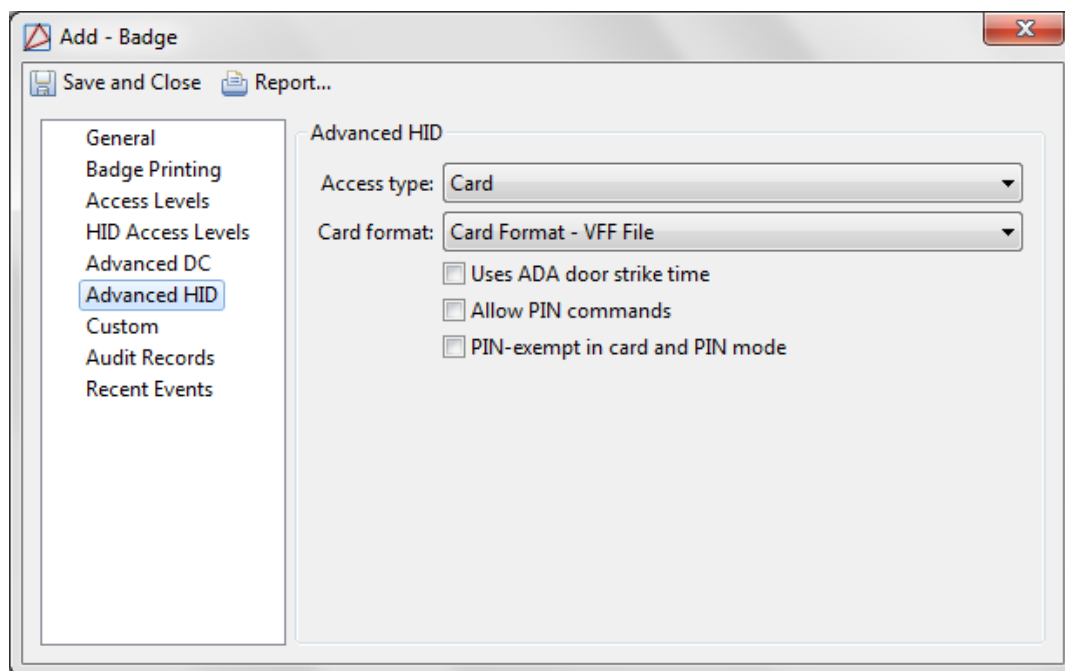 Add - Badge
Save and Close Report...
General
Badge Printing
Access Levels
HID Access Levels
Advanced DC
Advanced HID
Custom
Audit Records
Recent Events
Advanced HID
Access type: Card
Card format: Card Format - VFF File
Uses ADA door strike time
Allow PIN commands
PIN-exempt in card and PIN mode